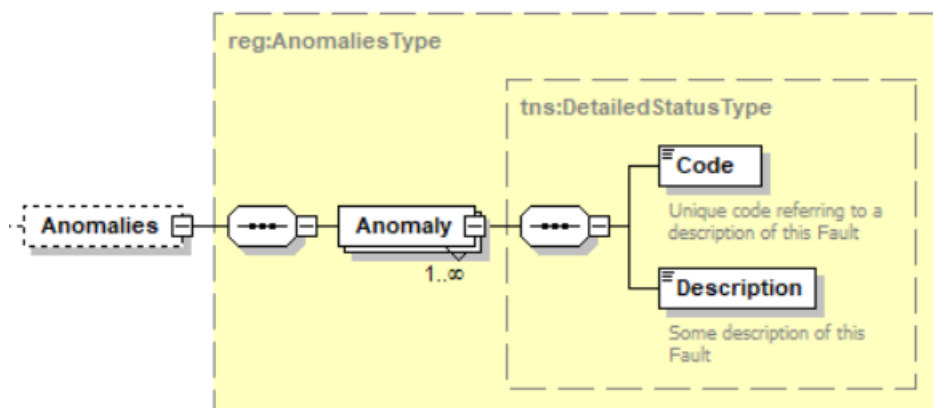 reg:AnomaliesType
tns:DetailedStatusType
Code
Unique code referring to a
description of this Fault
Anomalies
Anomaly
1..∞
Description
Some description of this
Fault